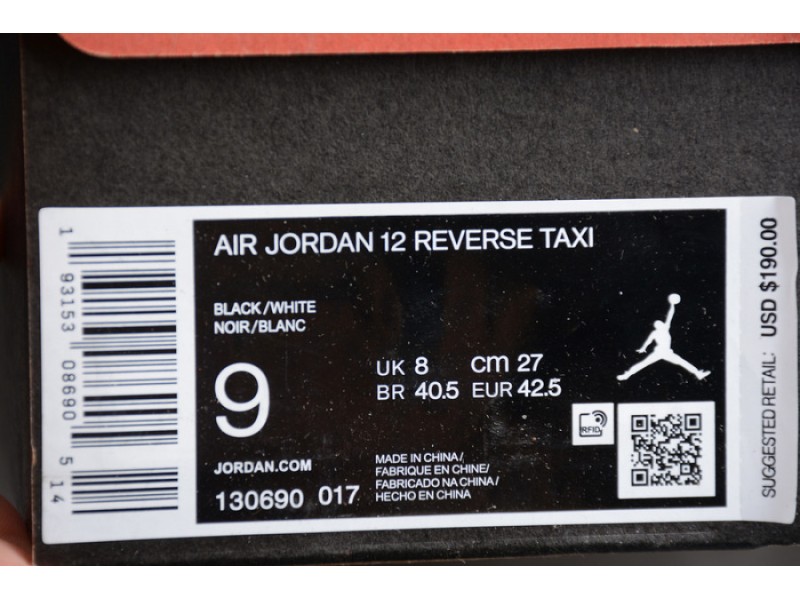 AIR JORDAN 12 REVERSE TAXI
BLACK/WHITE
NOIR/BLANC
9
UK 8 cm 27
BR 40.5 EUR 42.5
RFID
JORDAN.COM
130690 017
MADE IN CHINA/
FABRIQUE EN CHINE/
FABRICADO NA CHINA/
HECHO EN CHINA
1 93153 08690 5 14
SUGGESTED RETAIL: USD $190.00